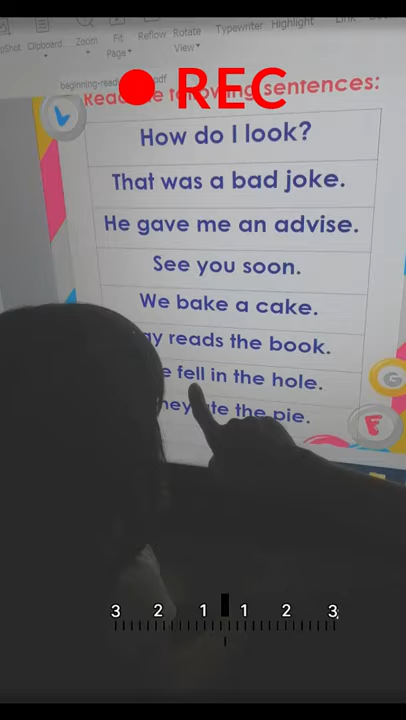 Clipboard
Zoom
Fit Page
Reflow
Rotate View
Typewriter
Highlight
REC
sentences:
How do I look?
That was a bad joke.
He gave me an advise.
See you soon.
We bake a cake.
reads the book.
fell in the hole.
the pie.
L
G
3 2 1 1 2 3